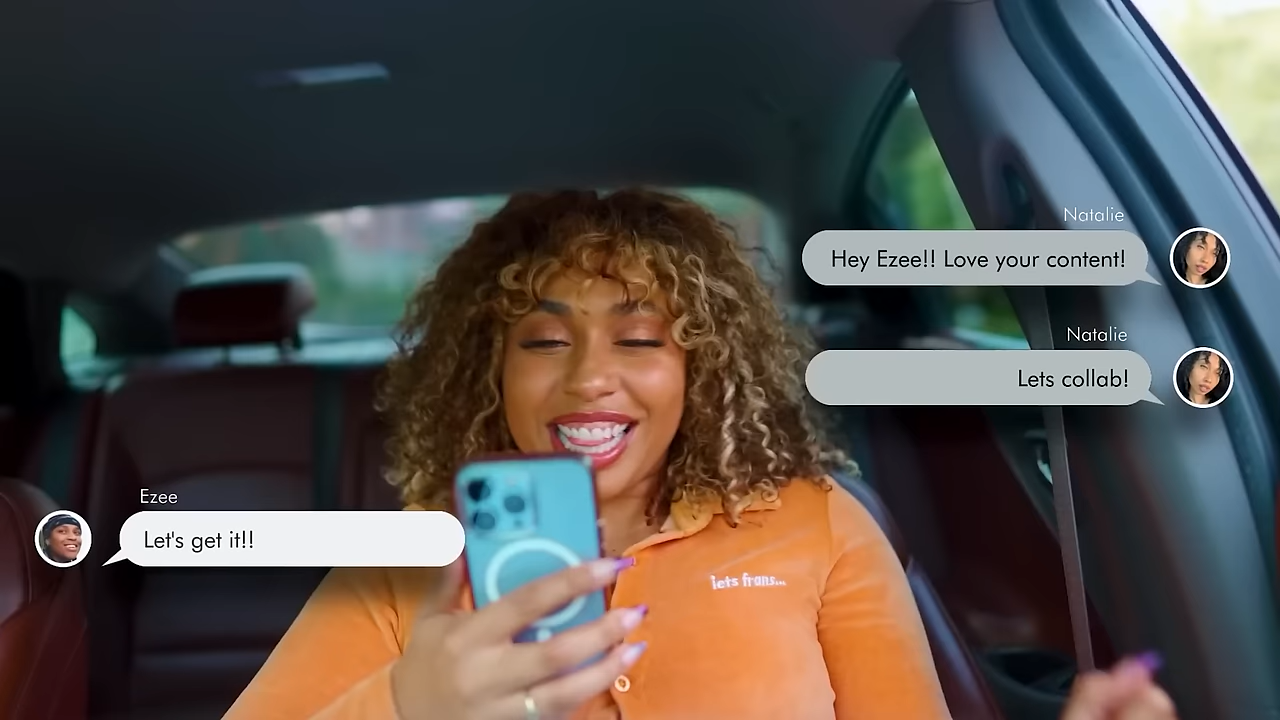 Natalie
Hey Ezee!! Love your content!
Natalie
Lets collab!
Ezee
Let's get it!!
lets frans...